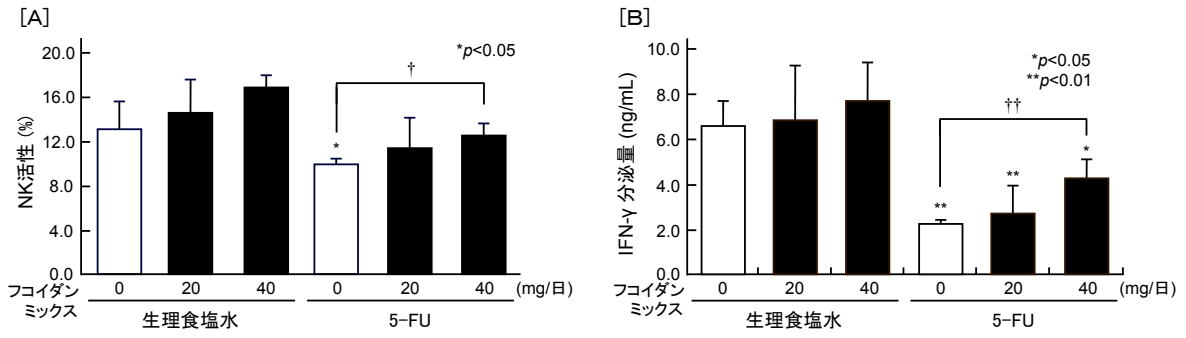 [A]
20.0
16.0
12.0
8.0
4.0
0.0
NK活性 (%)
*p<0.05
†
*
フコイダン
ミックス
0 20 40 0 20 40 (mg/日)
生理食塩水 5-FU
[B]
10.0
8.0
6.0
4.0
2.0
0.0
IFN-γ 分泌量 (ng/mL)
*p<0.05
**p<0.01
††
** ** *
フコイダン
ミックス
0 20 40 0 20 40 (mg/日)
生理食塩水 5-FU